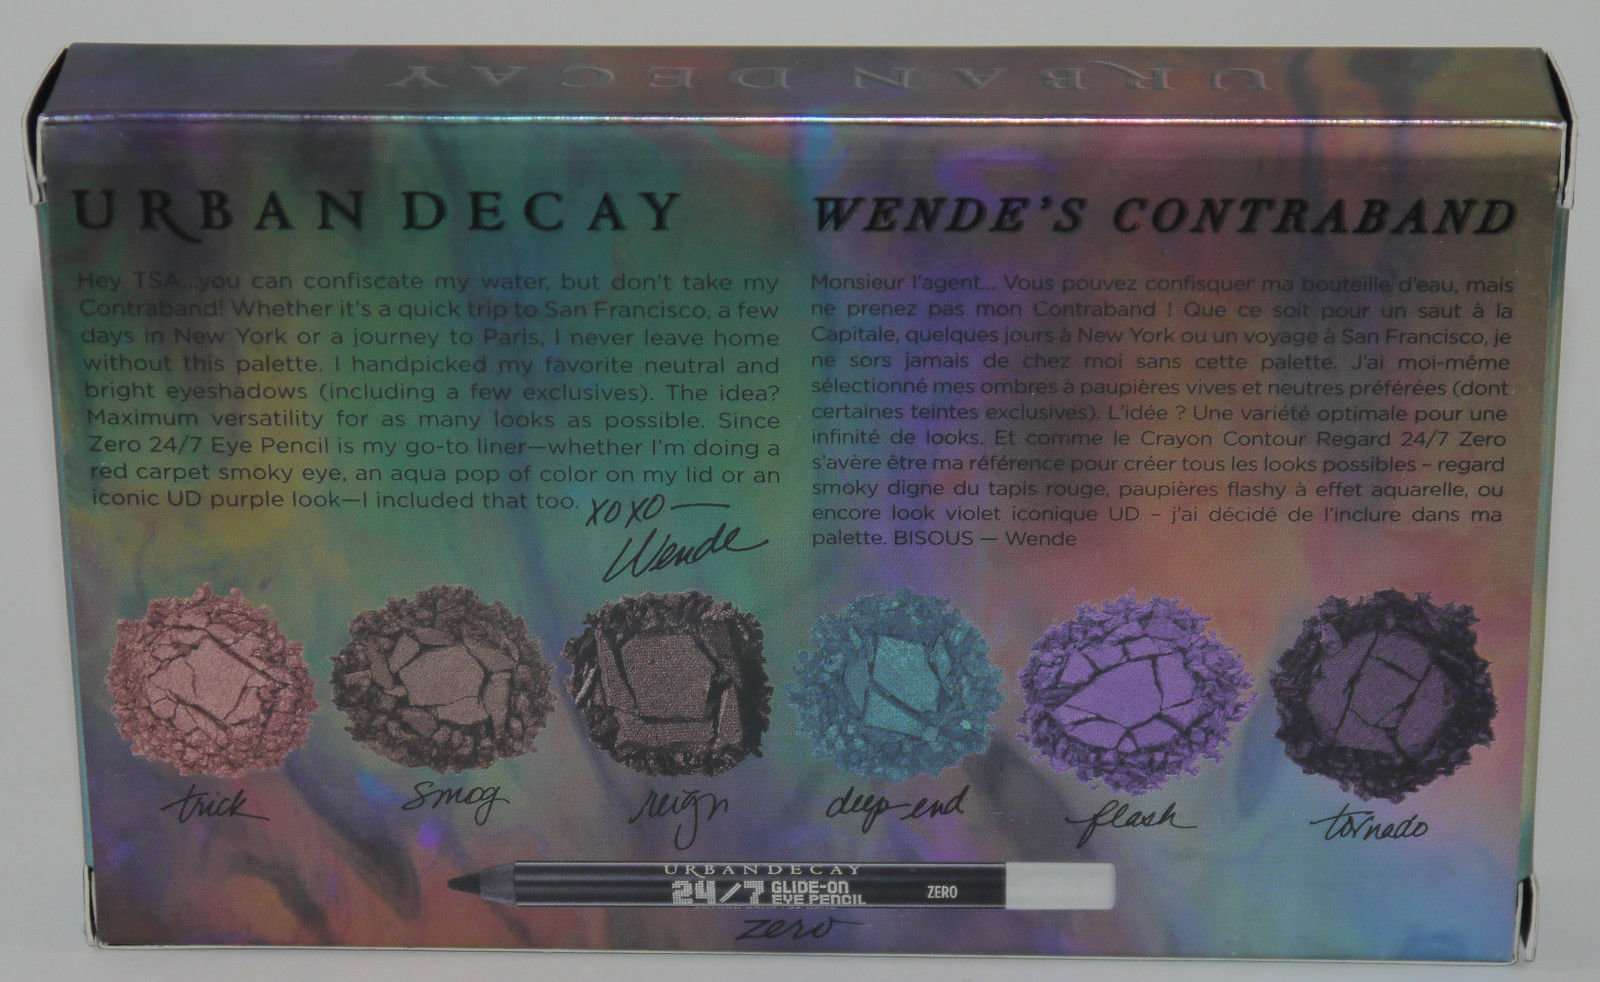 URBAN DECAY
URBAN DECAY
Hey TSA...you can confiscate my water, but don't take my
Contraband! Whether it's a quick trip to San Francisco, a few
days in New York or a journey to Paris, I never leave home
without this palette. I handpicked my favorite neutral and
bright eyeshadows (including a few exclusives). The idea?
Maximum versatility for as many looks as possible. Since
Zero 24/7 Eye Pencil is my go-to liner—whether I'm doing a
red carpet smoky eye, an aqua pop of color on my lid or an
iconic UD purple look—I included that too.
xoxo—
Wende
WENDE'S CONTRABAND
Monsieur l'agent... Vous pouvez confisquer ma bouteille d'eau, mais
ne prenez pas mon Contraband ! Que ce soit pour un saut à la
Capitale, quelques jours à New York ou un voyage à San Francisco, je
ne sors jamais de chez moi sans cette palette. J'ai moi-même
sélectionné mes ombres à paupières vives et neutres préférées (dont
certaines teintes exclusives). L'idée ? Une variété optimale pour une
infinité de looks. Et comme le Crayon Contour Regard 24/7 Zero
s'avère être ma référence pour créer tous les looks possibles – regard
smoky digne du tapis rouge, paupières flashy à effet aquarelle, ou
encore look violet iconique UD – j'ai décidé de l'inclure dans ma
palette. BISOUS — Wende
trick
smog
reign
deep end
flash
tornado
URBAN DECAY
24/7 GLIDE-ON
EYE PENCIL
ZERO
zero